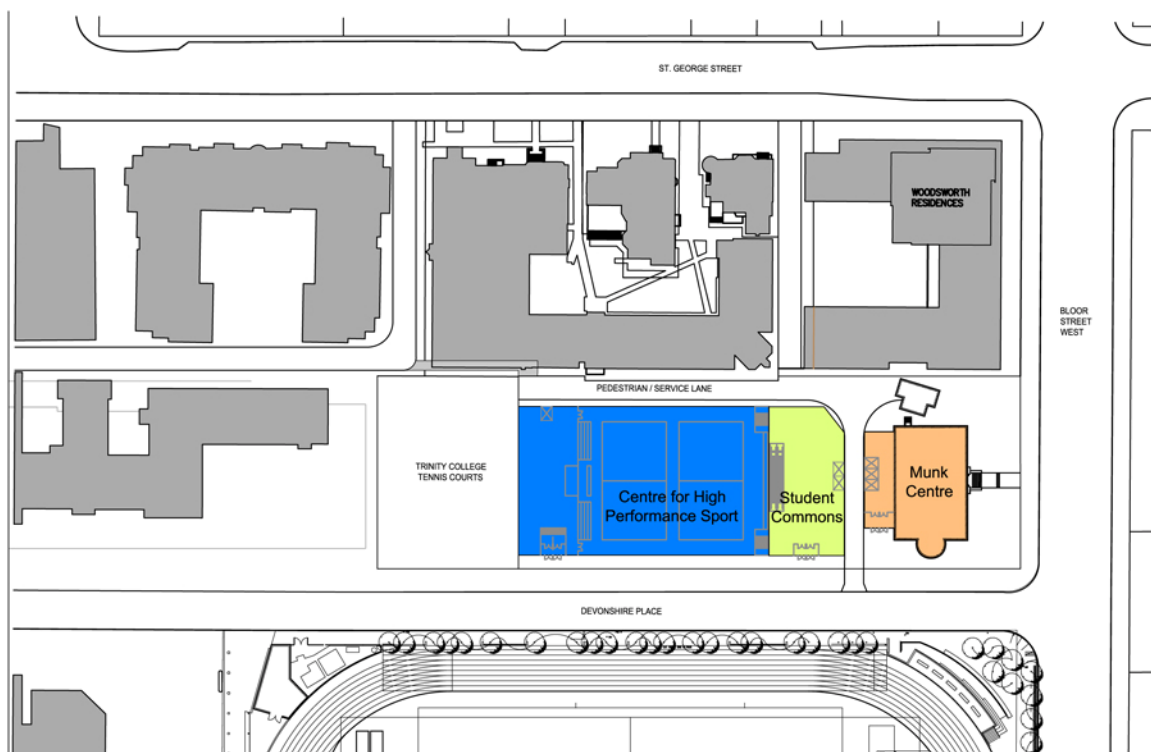 ST. GEORGE STREET
WOODSWORTH
RESIDENCES
BLOOR
STREET
WEST
PEDESTRIAN / SERVICE LANE
TRINITY COLLEGE
TENNIS COURTS
Centre for High
Performance Sport
Student
Commons
Munk
Centre
DEVONSHIRE PLACE